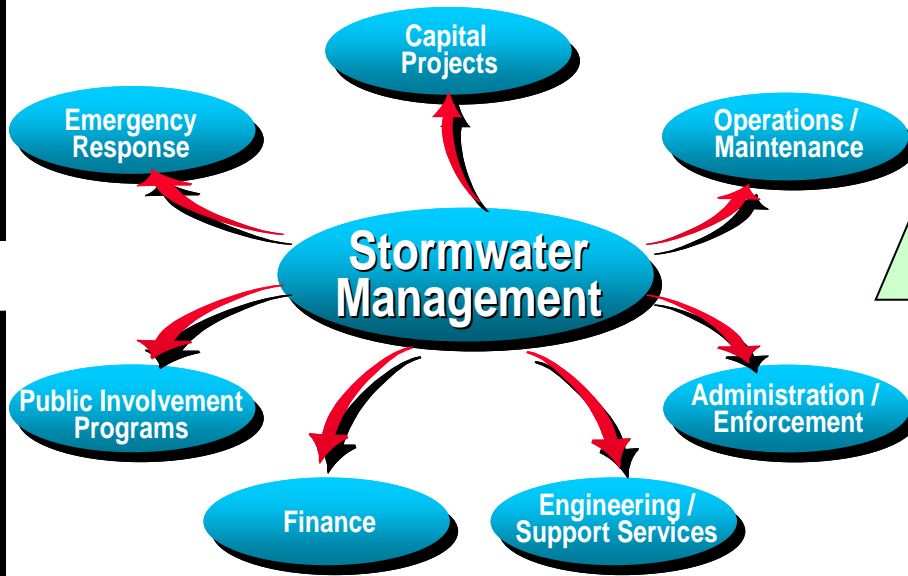 Capital
Projects
Emergency
Response
Operations /
Maintenance
Stormwater
Management
Public Involvement
Programs
Administration /
Enforcement
Finance
Engineering /
Support Services